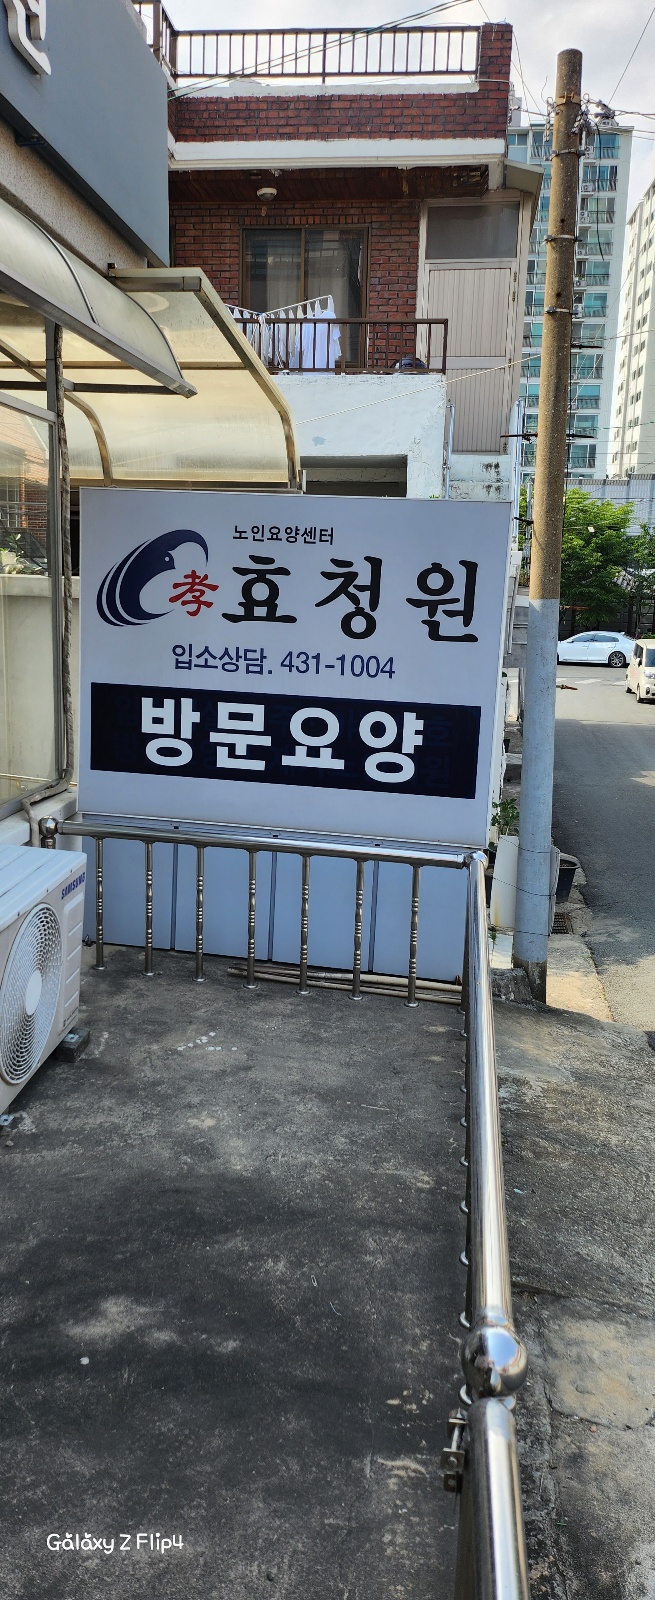 원
노인요양센터
孝 효청원
입소상담. 431-1004
방문요양
SAMSUNG
Galaxy Z Flip4